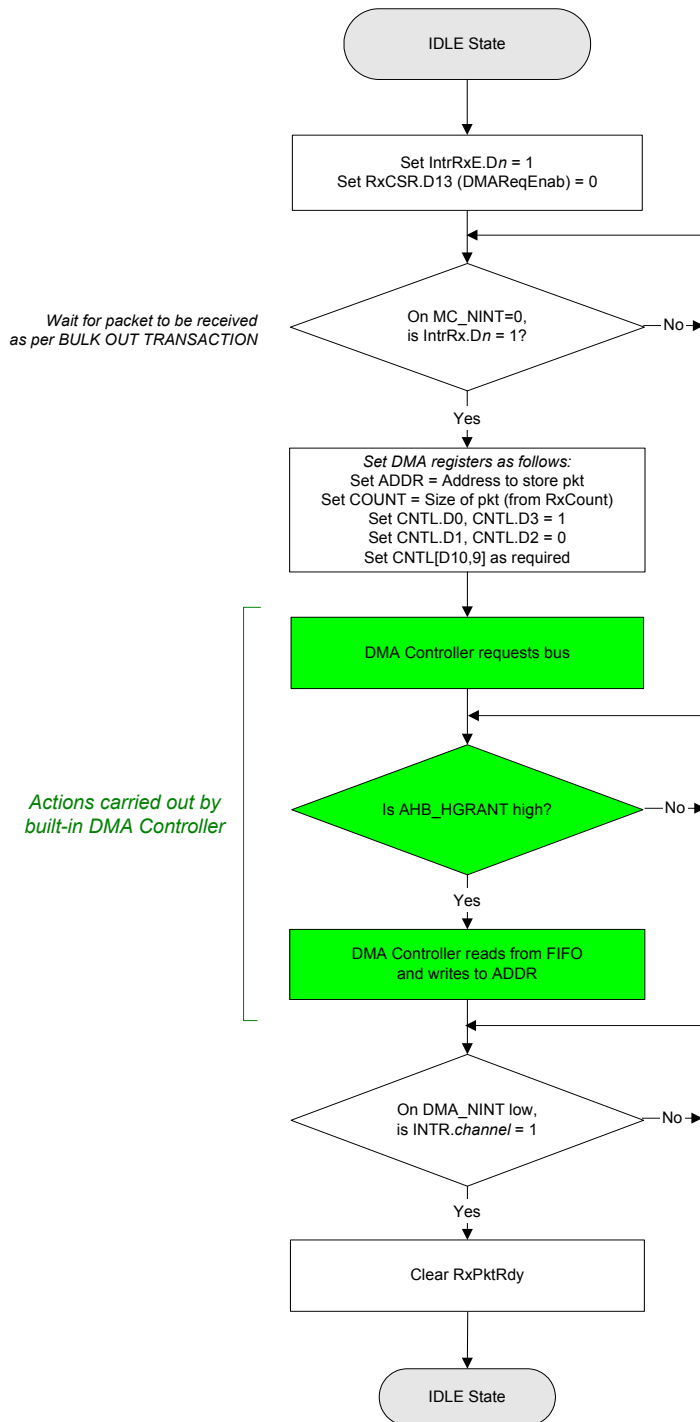 IDLE State
Set IntrRxE.Dn = 1
Set RxCSR.D13 (DMAReqEnab) = 0
Wait for packet to be received
as per BULK OUT TRANSACTION
On MC_NINT=0,
is IntrRx.Dn = 1?
No
Yes
Set DMA registers as follows:
Set ADDR = Address to store pkt
Set COUNT = Size of pkt (from RxCount)
Set CNTL.D0, CNTL.D3 = 1
Set CNTL.D1, CNTL.D2 = 0
Set CNTL[D10,9] as required
DMA Controller requests bus
Actions carried out by
built-in DMA Controller
Is AHB_HGRANT high?
No
Yes
DMA Controller reads from FIFO
and writes to ADDR
On DMA_NINT low,
is INTR.channel = 1
No
Yes
Clear RxPktRdy
IDLE State